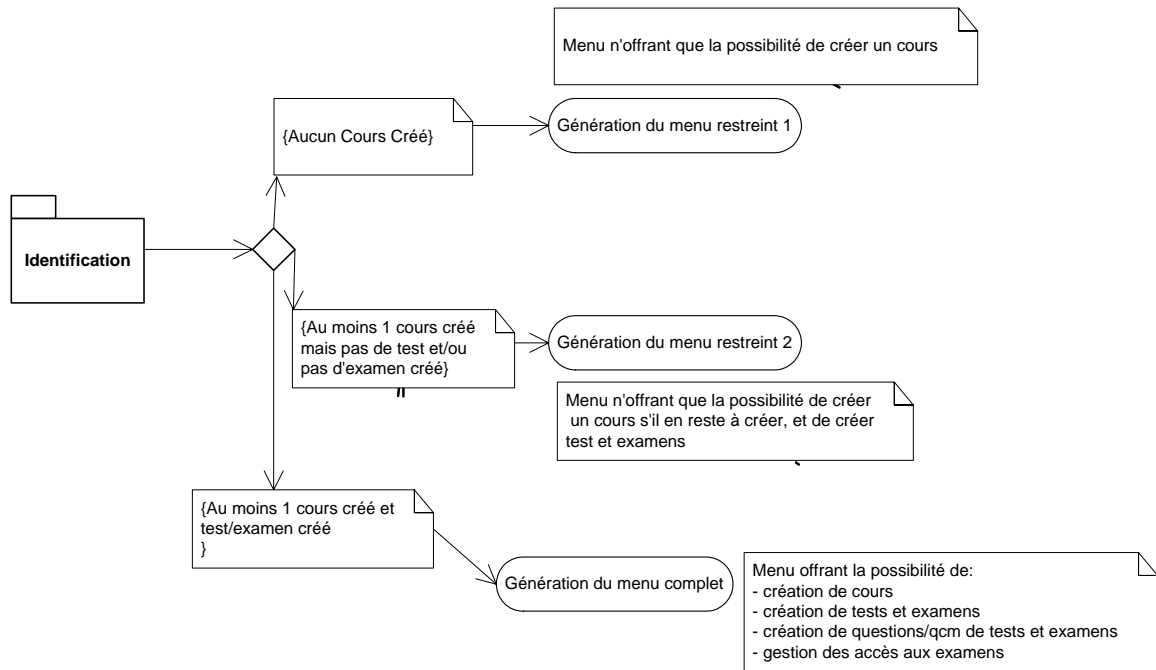 Menu n'offrant que la possibilité de créer un cours
{Aucun Cours Créé}
Génération du menu restreint 1
Identification
{Au moins 1 cours créé
mais pas de test et/ou
pas d'examen créé}
Génération du menu restreint 2
Menu n'offrant que la possibilité de créer
un cours s'il en reste à créer, et de créer
test et examens
{Au moins 1 cours créé et
test/examen créé
}
Génération du menu complet
Menu offrant la possibilité de:
- création de cours
- création de tests et examens
- création de questions/qcm de tests et examens
- gestion des accès aux examens